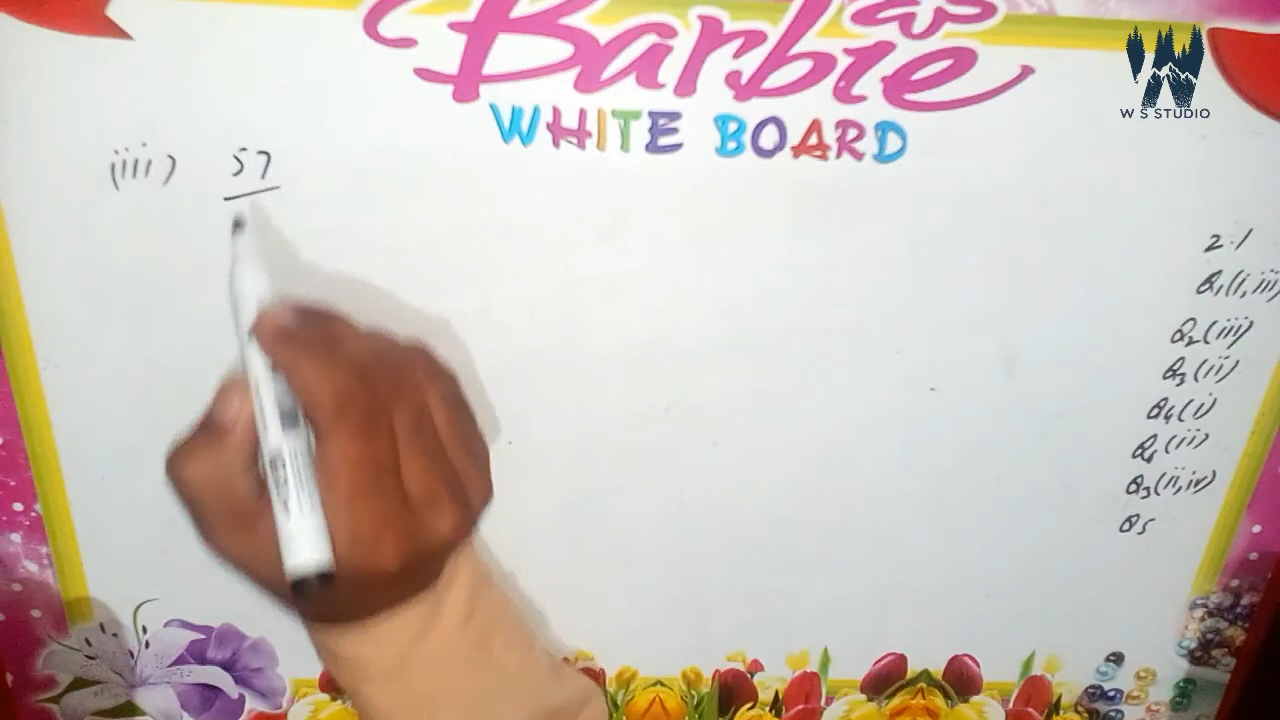 Barbie
WHITE BOARD
W S STUDIO
(iii) 57
2.1
Q1(i,iii)
Q2(iii)
Q3(ii)
Q4(i)
(ii)
Q3(ii,iv)
Q5